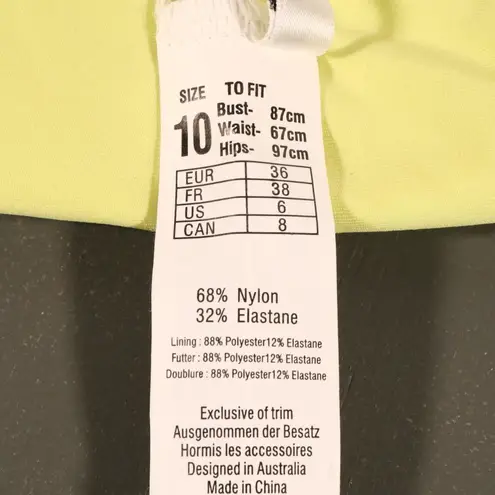 SIZE TO FIT
10 Bust- 87cm
Waist- 67cm
Hips- 97cm
EUR 36
FR 38
US 6
CAN 8
68% Nylon
32% Elastane
Lining : 88% Polyester12% Elastane
Futter : 88% Polyester12% Elastane
Doublure : 88% Polyester12% Elastane
Exclusive of trim
Ausgenommen der Besatz
Hormis les accessoires
Designed in Australia
Made in China